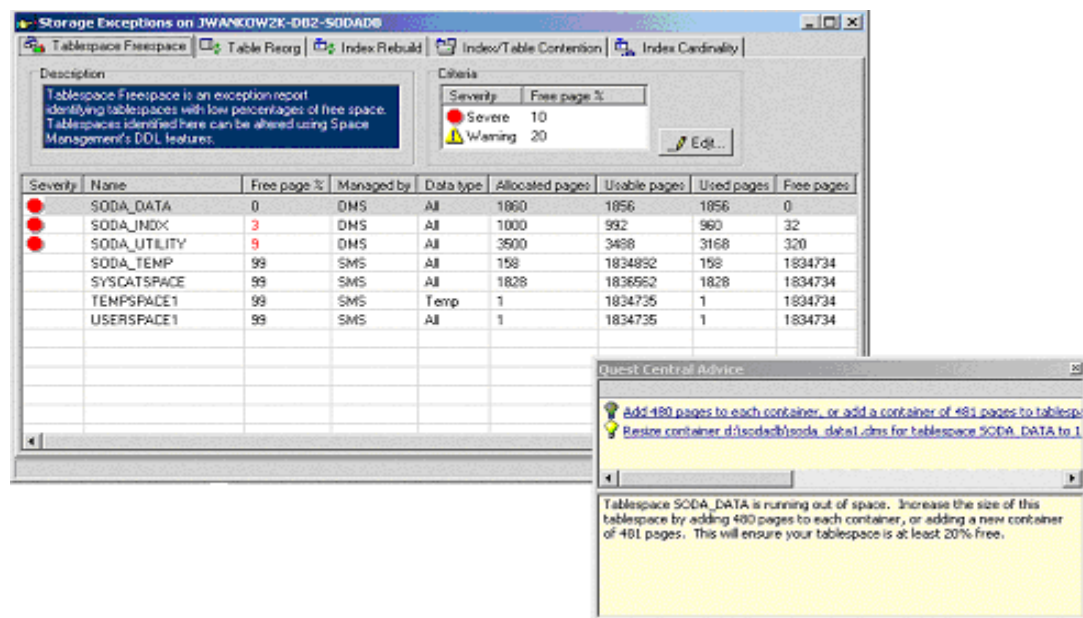 Storage Exceptions on JWANKOW2K-DB2-SODADB
Tablespace Freespace Table Reorg Index Rebuild Index/Table Contention Index Cardinality
Description
Tablespace Freespace is an exception report
identifying tablespaces with low percentages of free space.
Tablespaces identified here can be altered using Space
Management's DDL features.
Criteria
Severity Free page %
Severe 10
Warning 20
Edit...
Severity Name Free page % Managed by Data type Allocated pages Usable pages Used pages Free pages
SODA_DATA 0 DMS All 1860 1856 1856 0
SODA_INDX 3 DMS All 1000 992 960 32
SODA_UTILITY 9 DMS All 3500 3488 3168 320
SODA_TEMP 99 SMS All 158 1834892 158 1834734
SYSCATSPACE 99 SMS All 1828 1836562 1828 1834734
TEMPSPACE1 99 SMS Temp 1 1834735 1 1834734
USERSPACE1 99 SMS All 1 1834735 1 1834734
Quest Central Advice
Add 480 pages to each container, or add a container of 481 pages to tablesp
Resize container d:\sodadb\soda_data1.dms for tablespace SODA_DATA to 1
Tablespace SODA_DATA is running out of space. Increase the size of this
tablespace by adding 480 pages to each container, or adding a new container
of 481 pages. This will ensure your tablespace is at least 20% free.